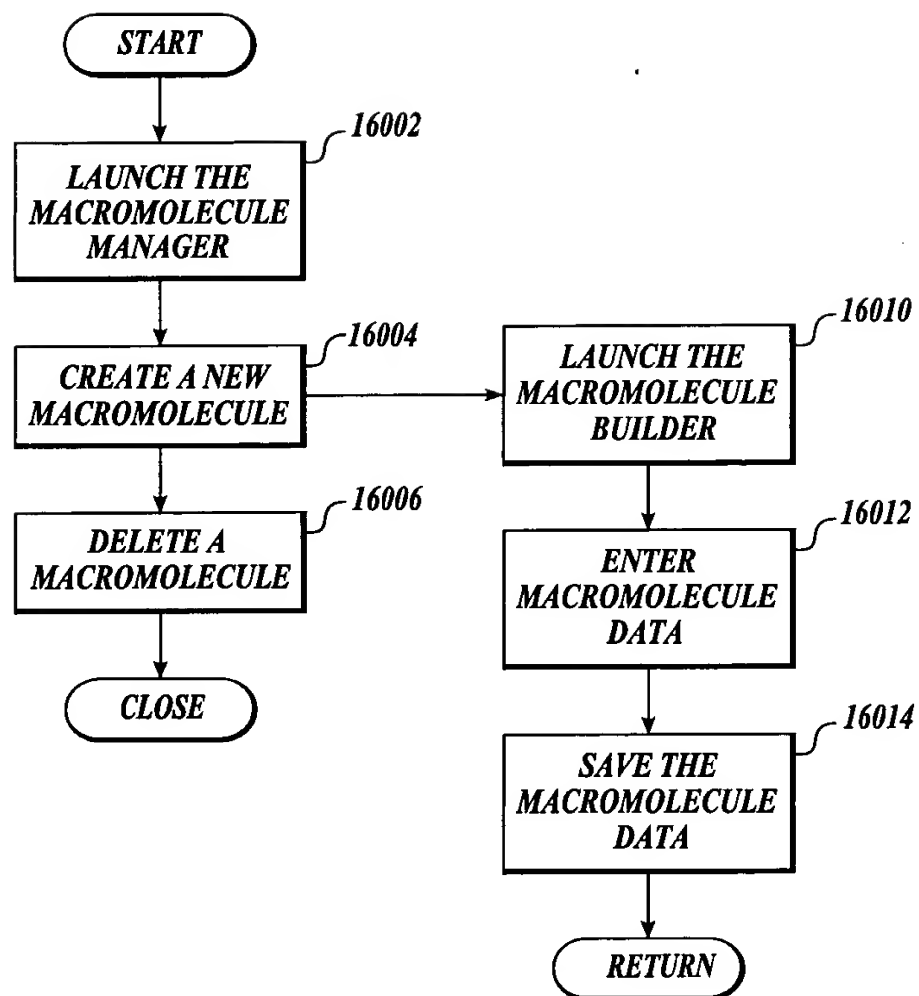 START
16002
LAUNCH THE
MACROMOLECULE
MANAGER
16004
CREATE A NEW
MACROMOLECULE
16006
DELETE A
MACROMOLECULE
CLOSE
16010
LAUNCH THE
MACROMOLECULE
BUILDER
16012
ENTER
MACROMOLECULE
DATA
16014
SAVE THE
MACROMOLECULE
DATA
RETURN